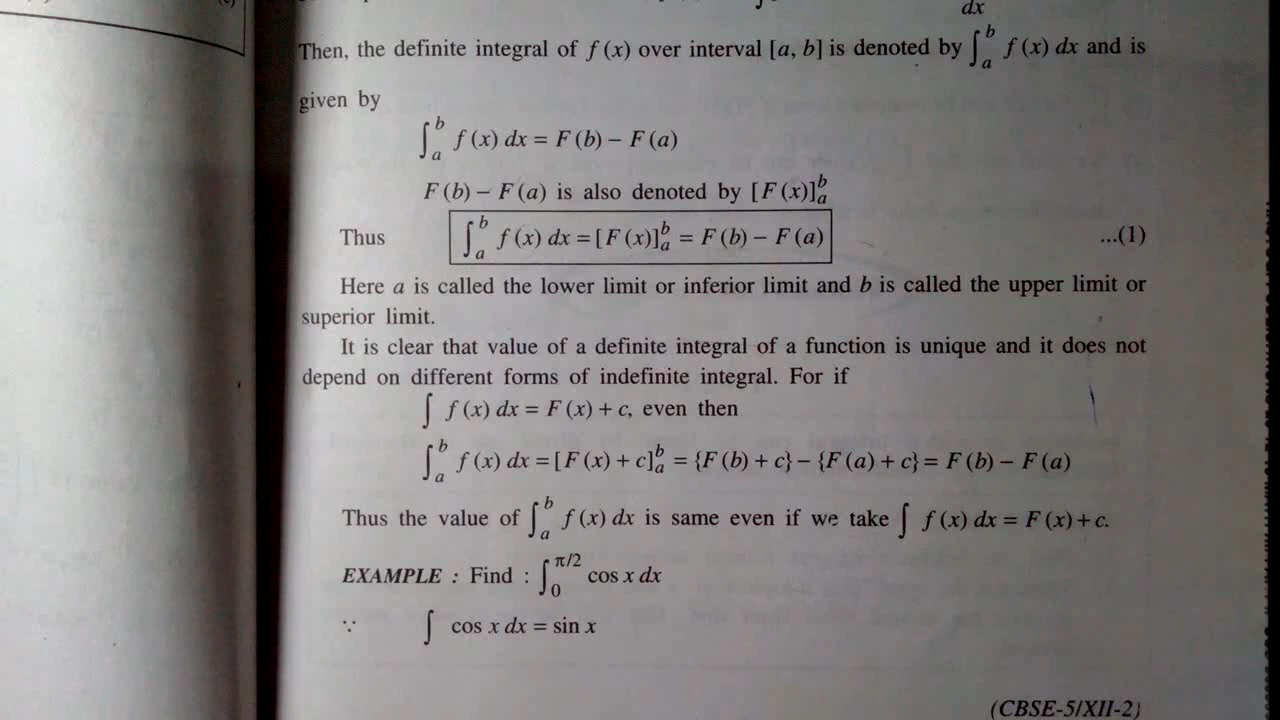 dx
Then, the definite integral of f (x) over interval [a, b] is denoted by ∫_a^b f (x) dx and is
given by
∫_a^b f (x) dx = F (b) − F (a)
F (b) − F (a) is also denoted by [F (x)]_a^b
Thus ∫_a^b f (x) dx = [F (x)]_a^b = F (b) − F (a) ...(1)
Here a is called the lower limit or inferior limit and b is called the upper limit or
superior limit.
It is clear that value of a definite integral of a function is unique and it does not
depend on different forms of indefinite integral. For if
∫ f (x) dx = F (x) + c, even then
∫_a^b f (x) dx = [F (x) + c]_a^b = {F (b) + c} − {F (a) + c} = F (b) − F (a)
Thus the value of ∫_a^b f (x) dx is same even if we take ∫ f (x) dx = F (x) + c.
EXAMPLE : Find : ∫_0^{π/2} cos x dx
∵ ∫ cos x dx = sin x
(CBSE-5/XII-2)